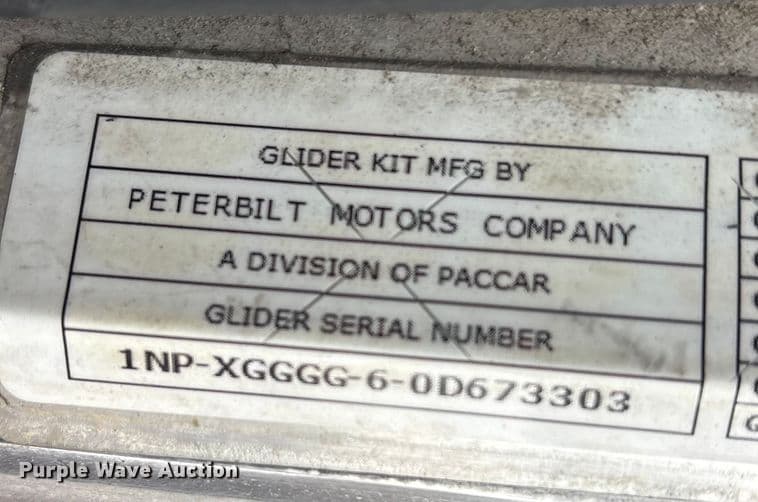 GLIDER KIT MFG BY
PETERBILT MOTORS COMPANY
A DIVISION OF PACCAR
GLIDER SERIAL NUMBER
1NP-XGGGG-6-0D673303
Purple Wave Auction